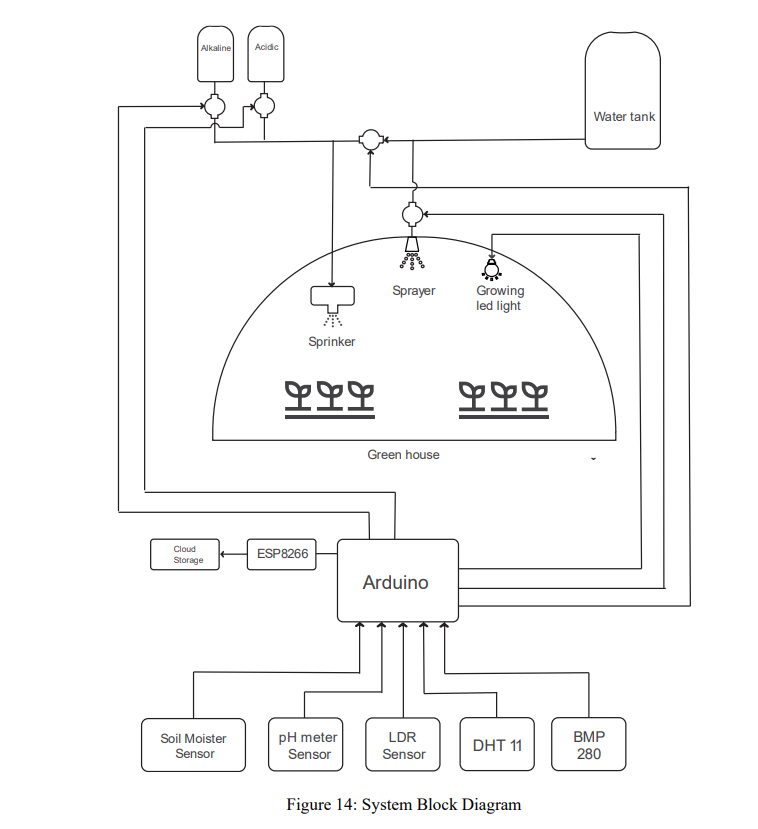 Alkaline
Acidic
Water tank
Sprayer
Growing
led light
Sprinker
Green house
Cloud
Storage
ESP8266
Arduino
Soil Moister
Sensor
pH meter
Sensor
LDR
Sensor
DHT 11
BMP
280
Figure 14: System Block Diagram